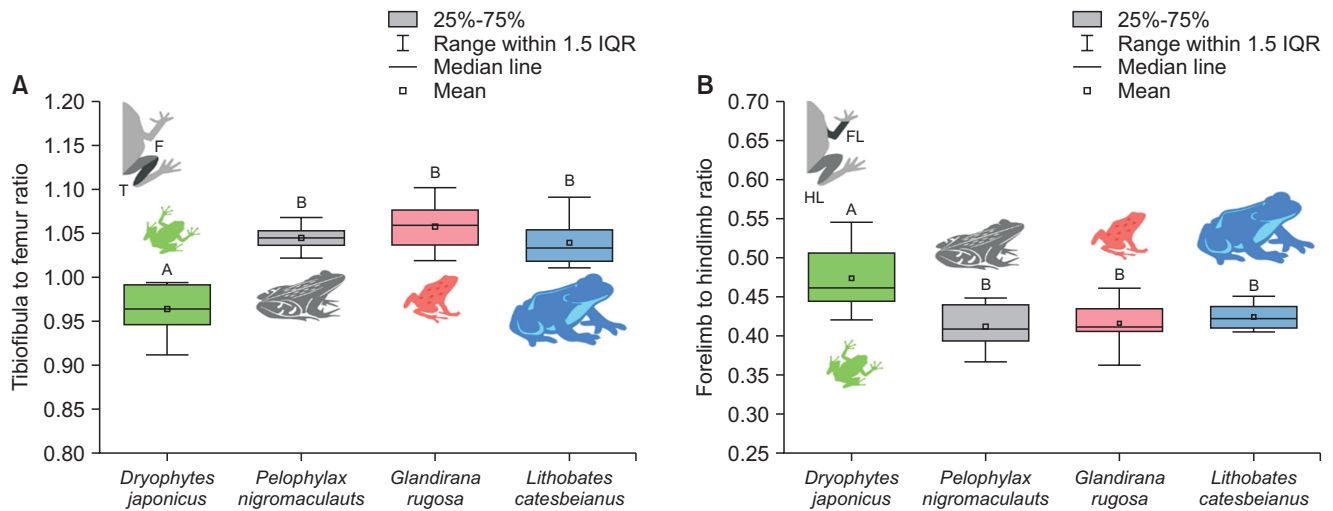 25%-75%
Range within 1.5 IQR
Median line
Mean
A
1.20
1.15
1.10
1.05
1.00
0.95
0.90
0.85
0.80
Tibiofibula to femur ratio
F
T
A
B
B
B
Dryophytes
japonicus
Pelophylax
nigromaculauts
Glandirana
rugosa
Lithobates
catesbeianus
25%-75%
Range within 1.5 IQR
Median line
Mean
B
0.70
0.65
0.60
0.55
0.50
0.45
0.40
0.35
0.30
0.25
Forelimb to hindlimb ratio
FL
HL
A
B
B
B
Dryophytes
japonicus
Pelophylax
nigromaculauts
Glandirana
rugosa
Lithobates
catesbeianus